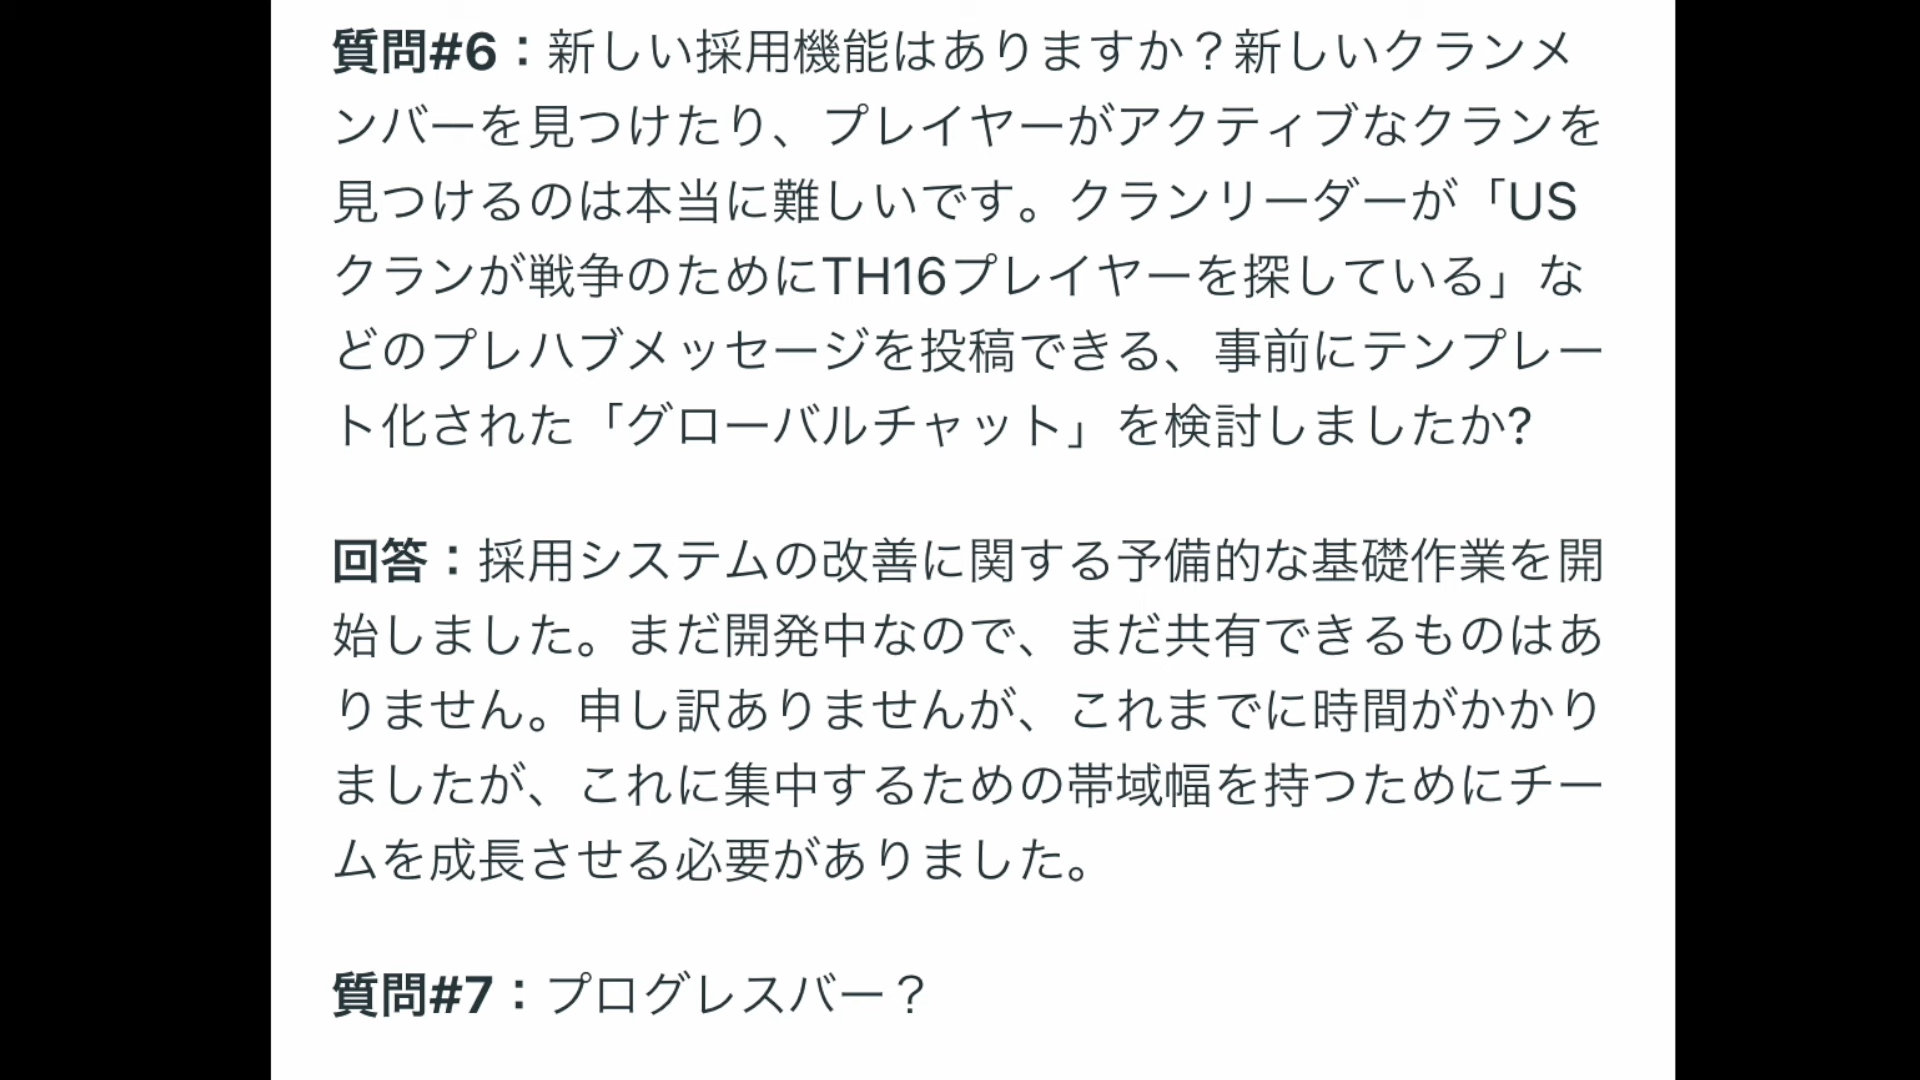 質問#6：新しい採用機能はありますか？新しいクランメ
ンバーを見つけたり、プレイヤーがアクティブなクランを
見つけるのは本当に難しいです。クランリーダーが「US
クランが戦争のためにTH16プレイヤーを探している」な
どのプレハブメッセージを投稿できる、事前にテンプレー
ト化された「グローバルチャット」を検討しましたか?
回答：採用システムの改善に関する予備的な基礎作業を開
始しました。まだ開発中なので、まだ共有できるものはあ
りません。申し訳ありませんが、これまでに時間がかかり
ましたが、これに集中するための帯域幅を持つためにチー
ムを成長させる必要がありました。
質問#7：プログレスバー？